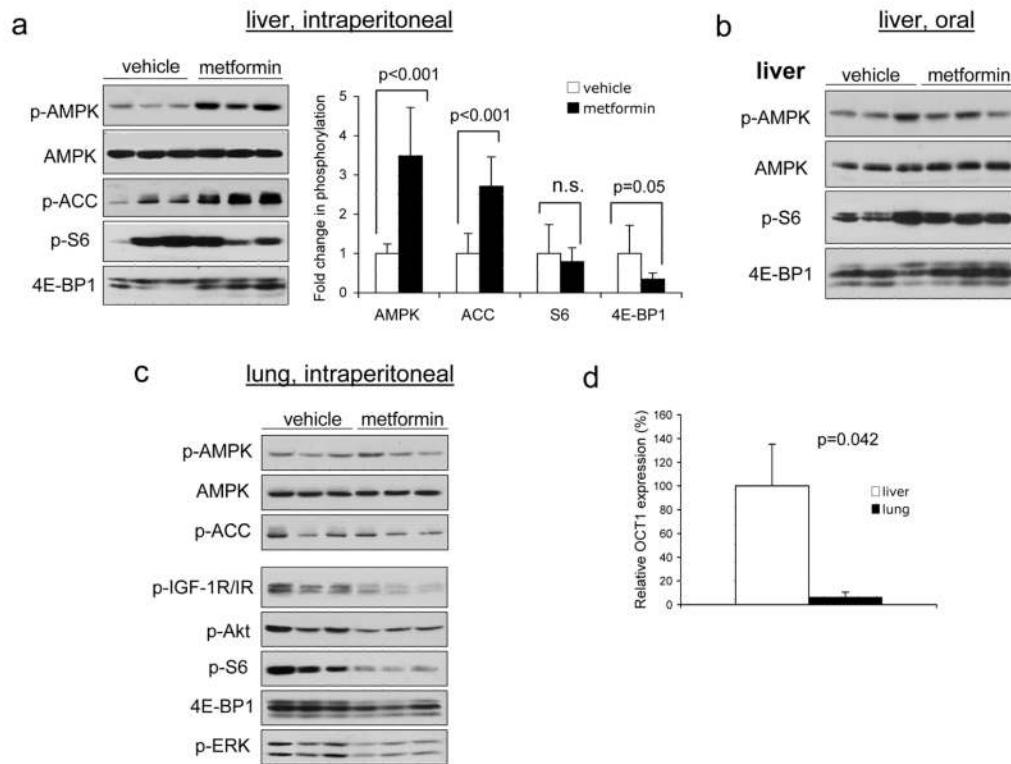 a
liver, intraperitoneal
vehicle metformin
p-AMPK
AMPK
p-ACC
p-S6
4E-BP1
Fold change in phosphorylation
5
4
3
2
1
0
p<0.001
p<0.001
n.s.
p=0.05
vehicle
metformin
AMPK ACC S6 4E-BP1
b
liver, oral
liver
vehicle metformin
p-AMPK
AMPK
p-S6
4E-BP1
c
lung, intraperitoneal
vehicle metformin
p-AMPK
AMPK
p-ACC
p-IGF-1R/IR
p-Akt
p-S6
4E-BP1
p-ERK
d
Relative OCT1 expression (%)
160
140
120
100
80
60
40
20
0
p=0.042
liver
lung